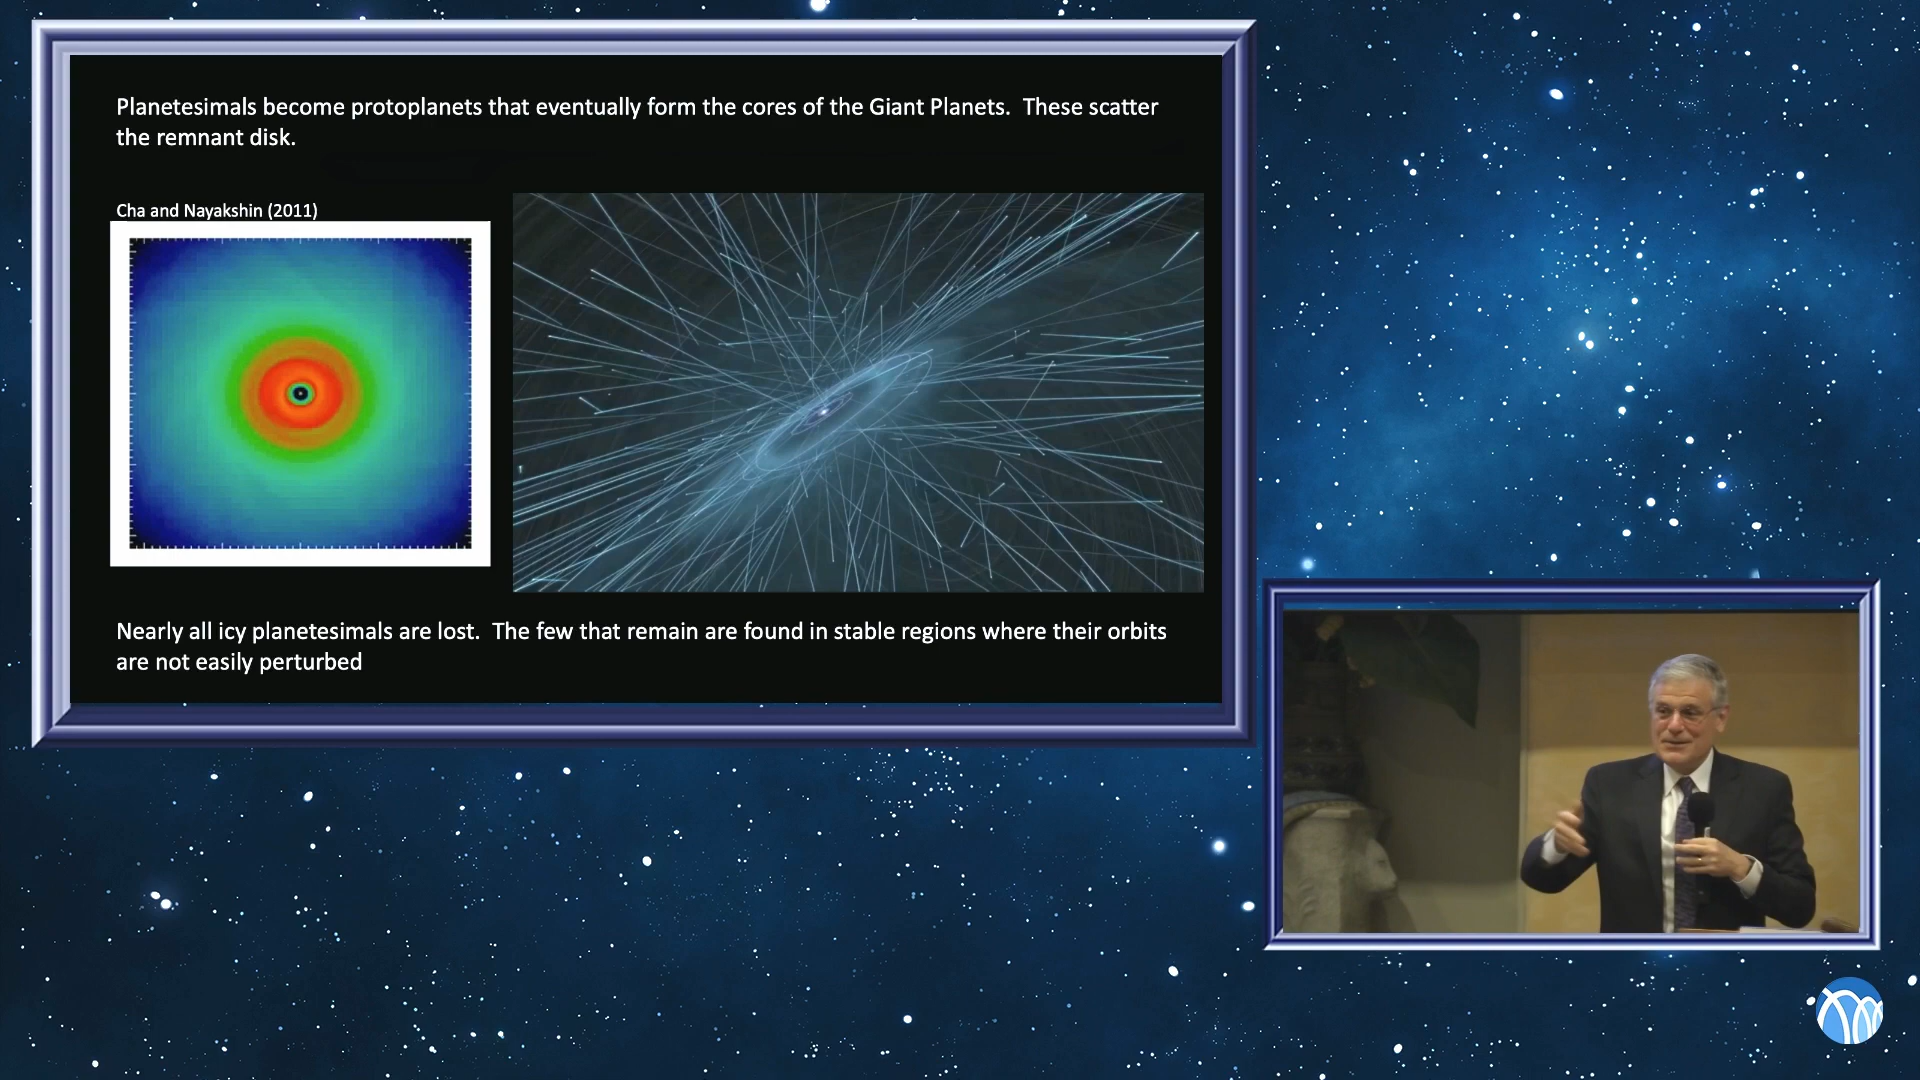 Planetesimals become protoplanets that eventually form the cores of the Giant Planets.  These scatter
the remnant disk.
Cha and Nayakshin (2011)
Nearly all icy planetesimals are lost.  The few that remain are found in stable regions where their orbits
are not easily perturbed